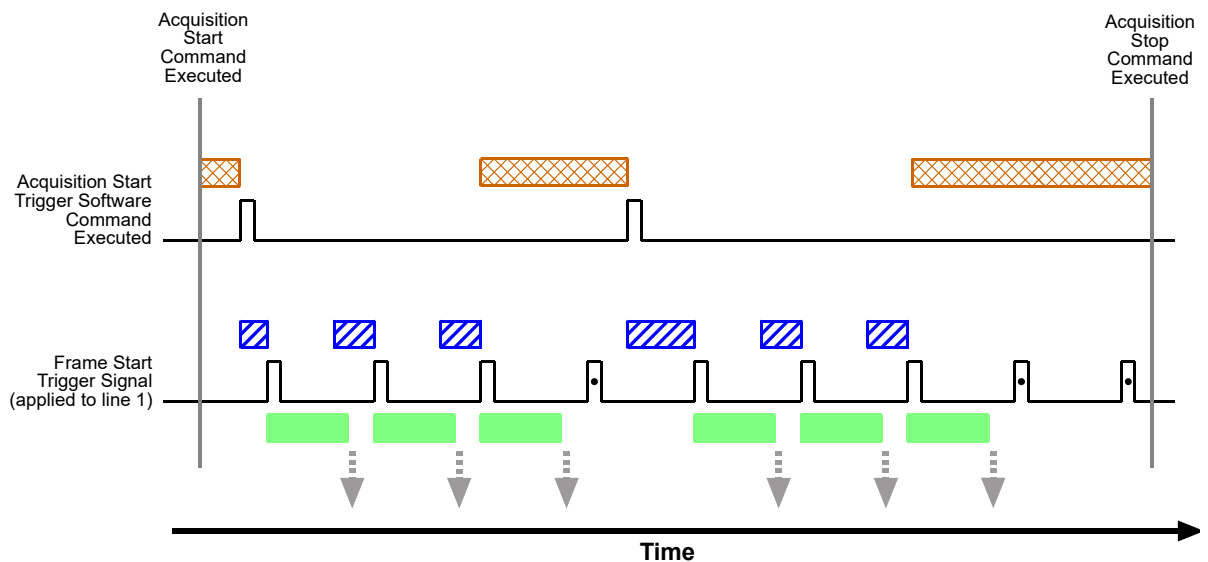 Acquisition
Start
Command
Executed
Acquisition
Stop
Command
Executed
Acquisition Start
Trigger Software
Command
Executed
Frame Start
Trigger Signal
(applied to line 1)
Time